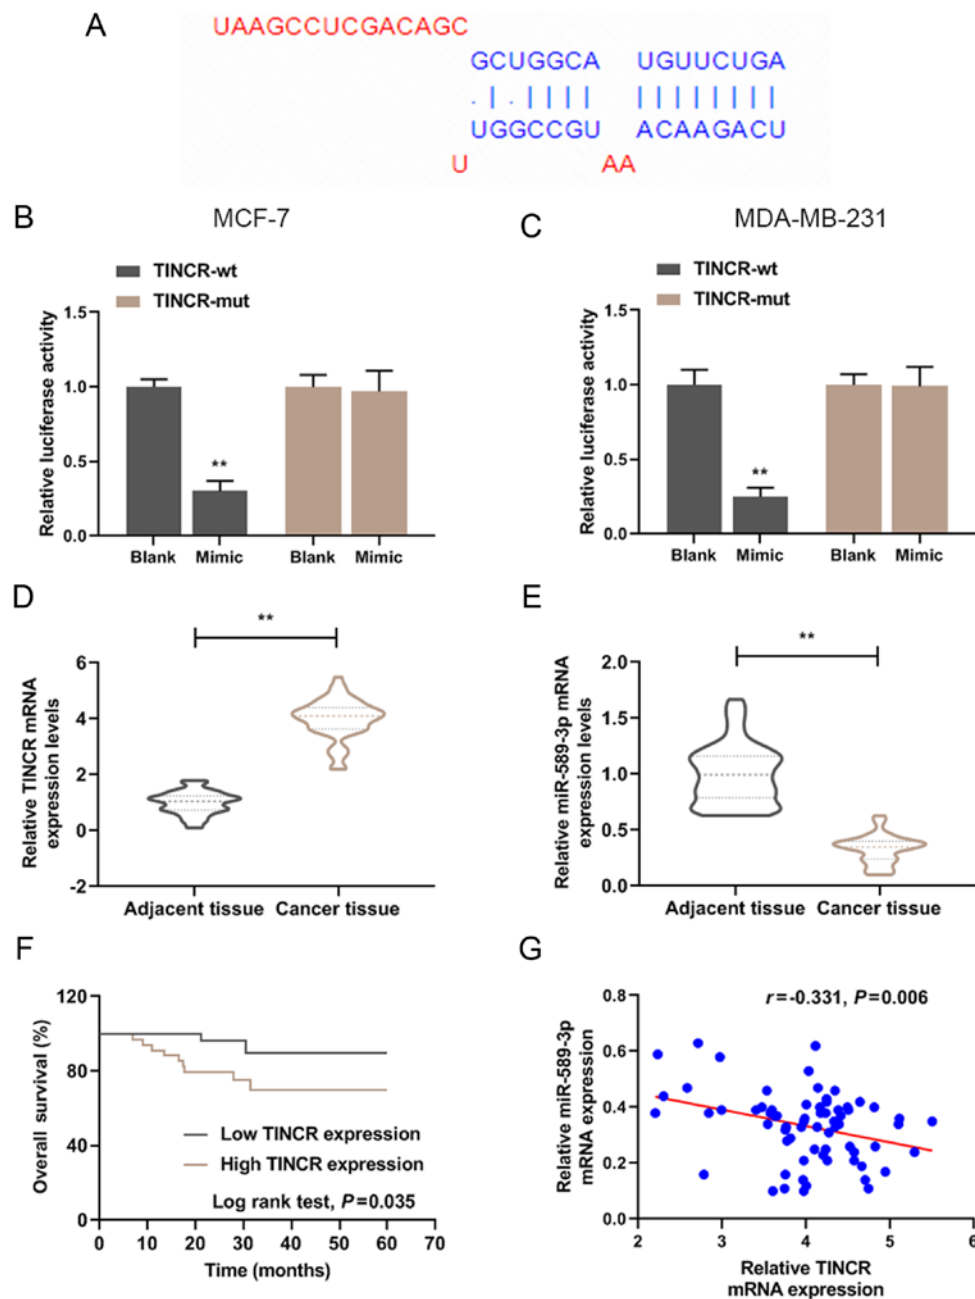 A
UAAGCCUCGACAGC
GCUGGCA UGUUCUGA
UGGCCGU ACAAGACU
U AA
B
MCF-7
TINCR-wt
TINCR-mut
Relative luciferase activity
1.5
1.0
0.5
0.0
**
Blank Mimic Blank Mimic
C
MDA-MB-231
TINCR-wt
TINCR-mut
Relative luciferase activity
1.5
1.0
0.5
0.0
**
Blank Mimic Blank Mimic
D
**
Relative TINCR mRNA
expression levels
6
4
2
0
-2
Adjacent tissue Cancer tissue
E
**
Relative miR-589-3p mRNA
expression levels
2.0
1.5
1.0
0.5
0.0
Adjacent tissue Cancer tissue
F
Overall survival (%)
120
80
40
0
Low TINCR expression
High TINCR expression
Log rank test, P=0.035
0 10 20 30 40 50 60 70
Time (months)
G
r=-0.331, P=0.006
Relative miR-589-3p
mRNA expression
0.8
0.6
0.4
0.2
0.0
2 3 4 5 6
Relative TINCR
mRNA expression